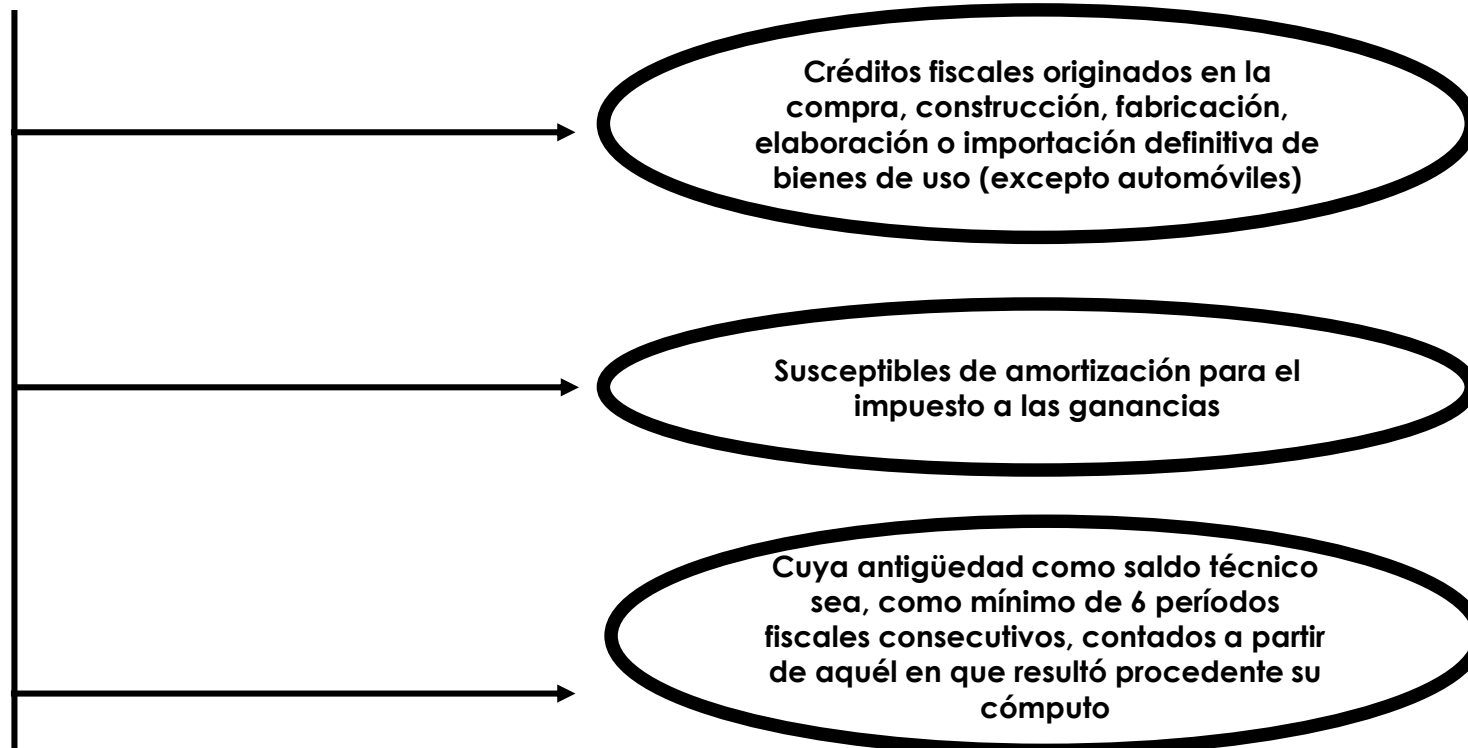 Créditos fiscales originados en la
compra, construcción, fabricación,
elaboración o importación definitiva de
bienes de uso (excepto automóviles)
Susceptibles de amortización para el
impuesto a las ganancias
Cuya antigüedad como saldo técnico
sea, como mínimo de 6 períodos
fiscales consecutivos, contados a partir
de aquél en que resultó procedente su
cómputo